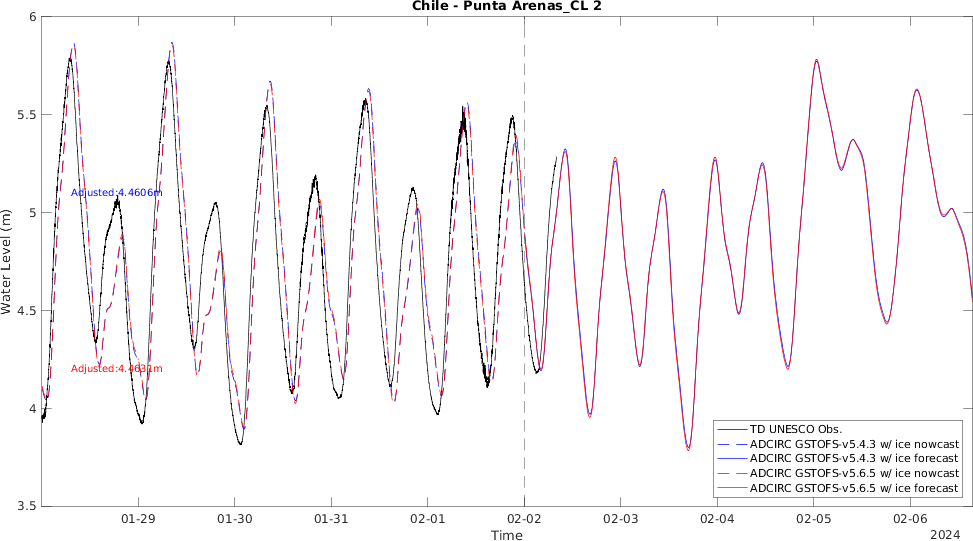 Chile - Punta Arenas_CL 2
6
5.5
5
4.5
4
3.5
Water Level (m)
Adjusted:4.4606m
Adjusted:4.4631m
TD UNESCO Obs.
ADCIRC GSTOFS-v5.4.3 w/ ice nowcast
ADCIRC GSTOFS-v5.4.3 w/ ice forecast
ADCIRC GSTOFS-v5.6.5 w/ ice nowcast
ADCIRC GSTOFS-v5.6.5 w/ ice forecast
01-29 01-30 01-31 02-01 02-02 02-03 02-04 02-05 02-06
Time
2024